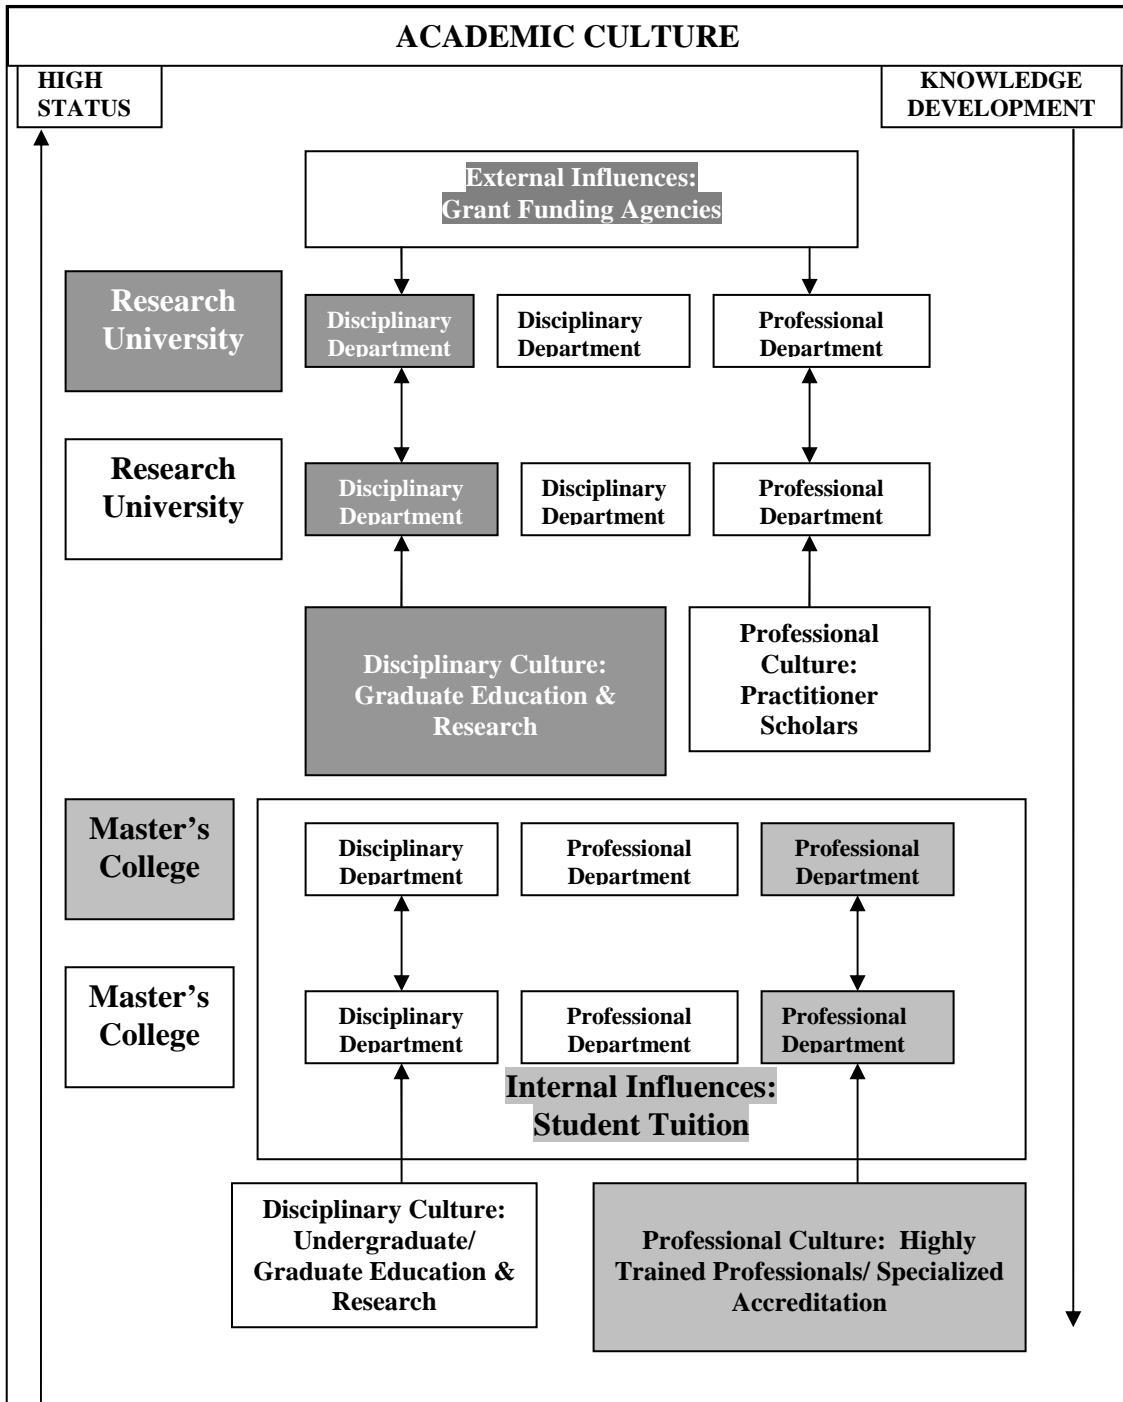 ACADEMIC CULTURE
HIGH
STATUS
KNOWLEDGE
DEVELOPMENT
External Influences:
Grant Funding Agencies
Research
University
Disciplinary
Department
Disciplinary
Department
Professional
Department
Research
University
Disciplinary
Department
Disciplinary
Department
Professional
Department
Disciplinary Culture:
Graduate Education &
Research
Professional
Culture:
Practitioner
Scholars
Master’s
College
Disciplinary
Department
Professional
Department
Professional
Department
Master’s
College
Disciplinary
Department
Professional
Department
Professional
Department
Internal Influences:
Student Tuition
Disciplinary Culture:
Undergraduate/
Graduate Education &
Research
Professional Culture:  Highly
Trained Professionals/ Specialized
Accreditation